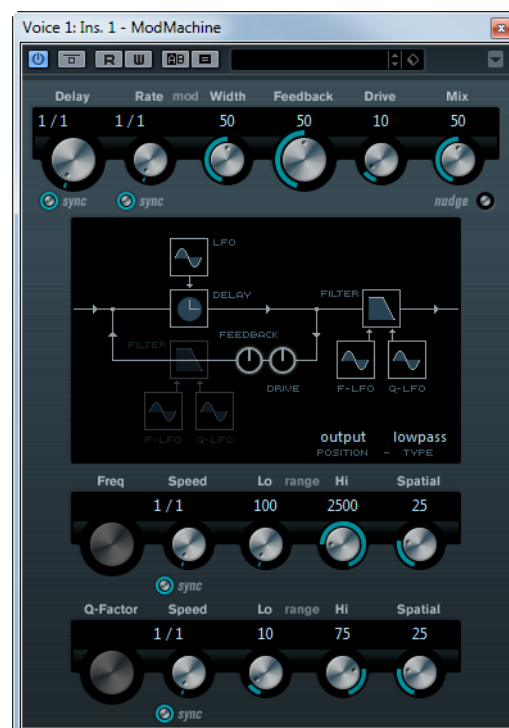 Voice 1: Ins. 1 - ModMachine
R W AB
Delay Rate mod Width Feedback Drive Mix
1 / 1 1 / 1 50 50 10 50
sync sync nudge
LFO
DELAY FILTER
FEEDBACK
FILTER
DRIVE F-LFO Q-LFO
F-LFO Q-LFO
output lowpass
POSITION - TYPE
Freq Speed Lo range Hi Spatial
1 / 1 100 2500 25
sync
Q-Factor Speed Lo range Hi Spatial
1 / 1 10 75 25
sync